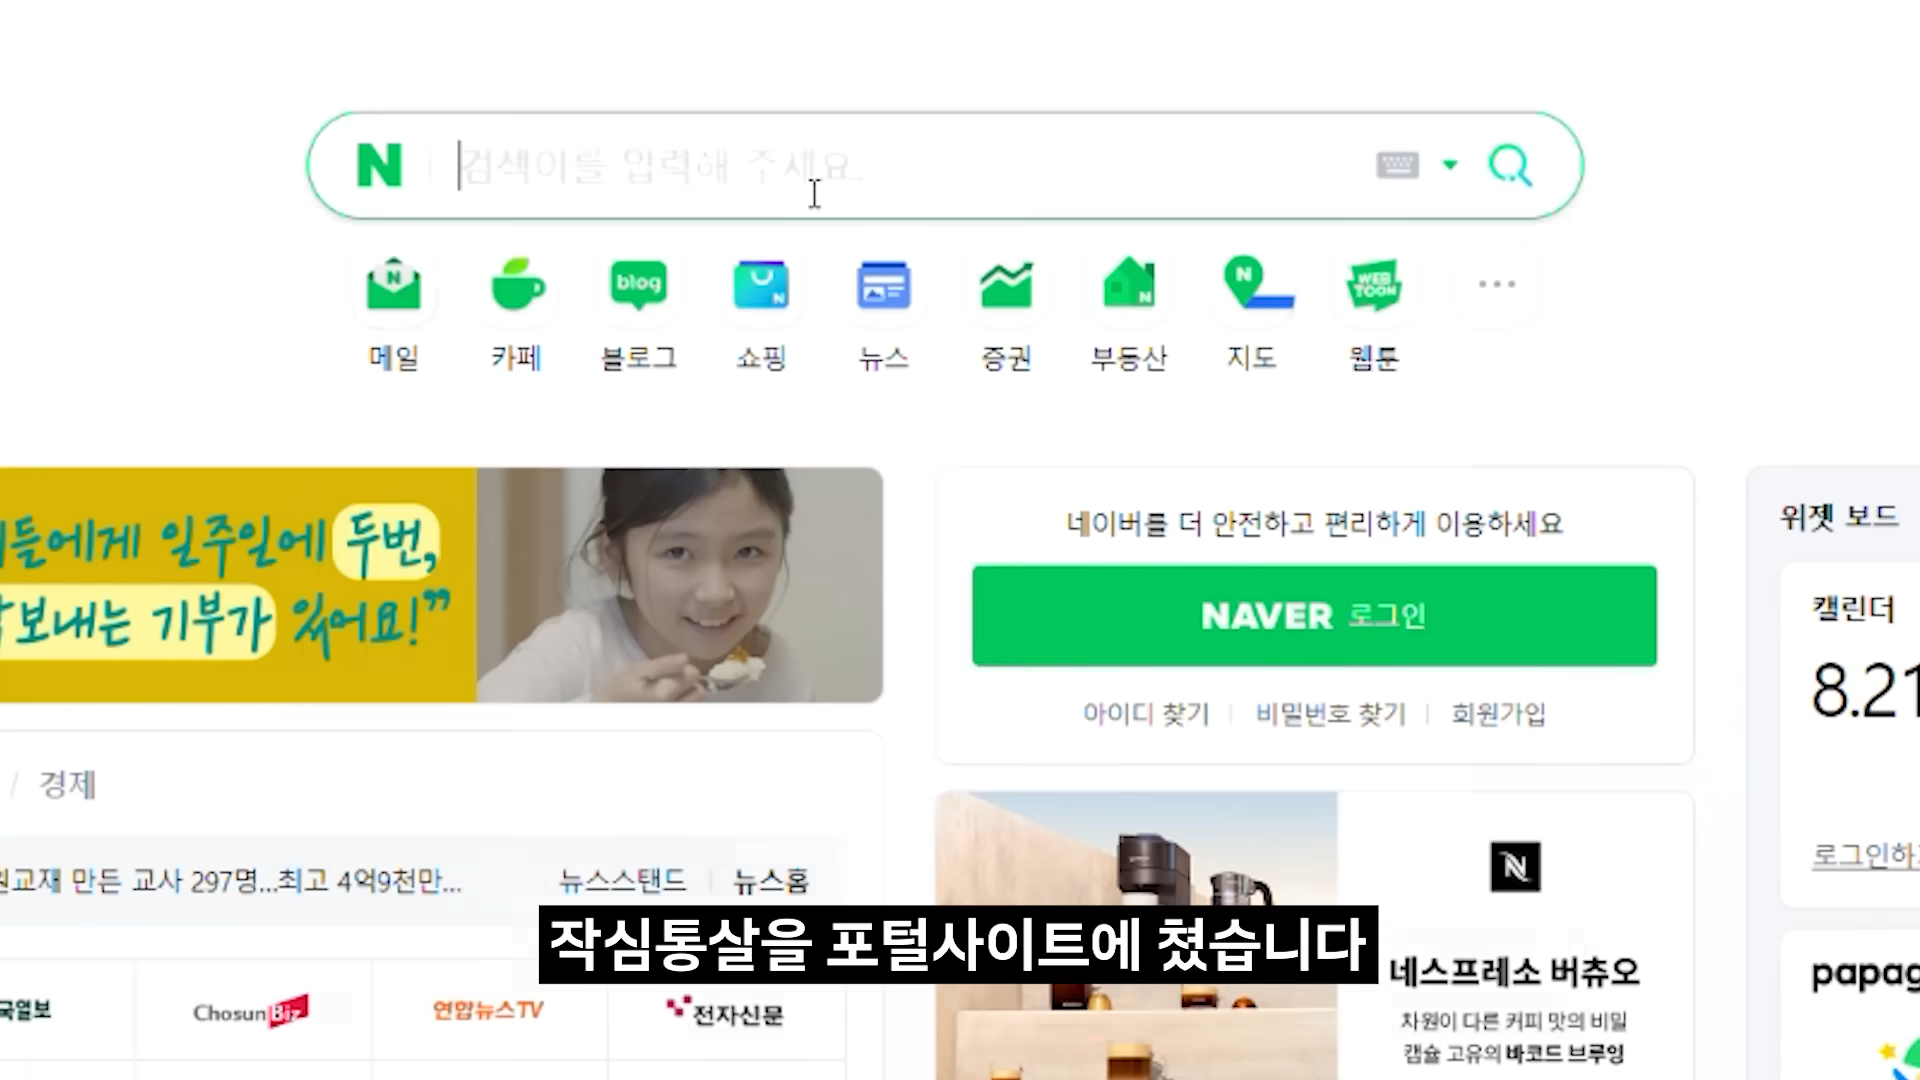 N
검색어를 입력해 주세요
N
blog
N
N
N
WEB
TOON
메일
카페
블로그
쇼핑
뉴스
증권
부동산
지도
웹툰
들에게 일주일에 두번,
보내는 기부가 있어요!”
네이버를 더 안전하고 편리하게 이용하세요
NAVER 로그인
아이디 찾기
비밀번호 찾기
회원가입
위젯 보드
캘린더
8.21
로그인하
/ 경제
원교재 만든 교사 297명...최고 4억9천만...
뉴스스탠드
뉴스홈
작심통살을 포털사이트에 쳤습니다
N
네스프레소 버츄오
차원이 다른 커피 맛의 비밀
캡슐 고유의 바코드 브루잉
국일보
ChosunBiz
연합뉴스TV
전자신문
papag